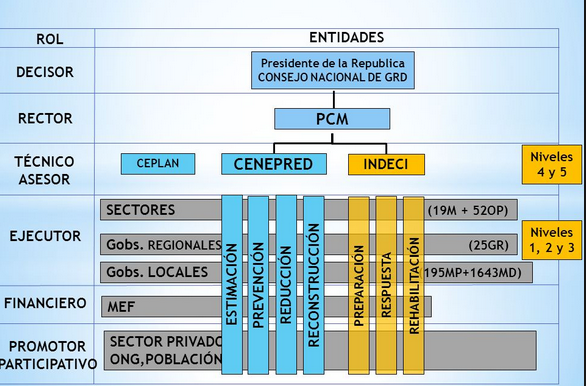 ROL
ENTIDADES
DECISOR
Presidente de la Republica
CONSEJO NACIONAL DE GRD
RECTOR
PCM
TÉCNICO
ASESOR
CEPLAN
CENEPRED
INDECI
Niveles
4 y 5
EJECUTOR
SECTORES
(19M + 52OP)
Gobs. REGIONALES
(25GR)
Gobs. LOCALES
(195MP+1643MD)
Niveles
1, 2 y 3
ESTIMACIÓN
PREVENCIÓN
REDUCCIÓN
RECONSTRUCCIÓN
PREPARACIÓN
RESPUESTA
REHABILITACIÓN
FINANCIERO
MEF
PROMOTOR
PARTICIPATIVO
SECTOR PRIVADO
ONG,POBLACIÓN